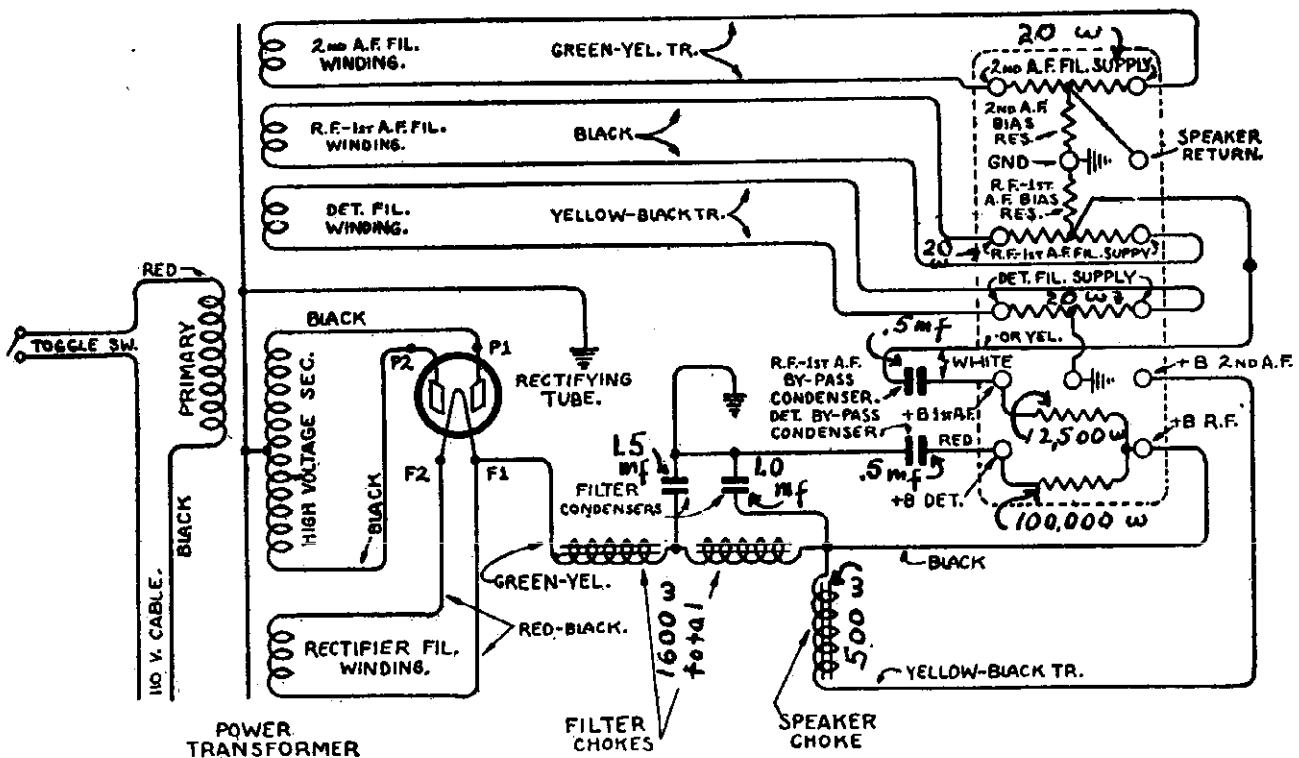 2ND A.F. FIL.
WINDING.
GREEN-YEL. TR.
20 w
2ND A.F. FIL. SUPPLY
2ND A.F.
BIAS
RES.
R.F.-1ST A.F. FIL.
WINDING.
BLACK
GND
SPEAKER
RETURN.
R.F.-1ST
A.F. BIAS
RES.
DET. FIL.
WINDING.
YELLOW-BLACK TR.
20
w
R.F.-1ST A.F. FIL. SUPPY
RED
DET. FIL. SUPPLY
20 w
TOGGLE SW.
PRIMARY
BLACK
P2
P1
RECTIFYING
TUBE.
.5 mf
OR YEL.
WHITE
R.F.-1ST A.F.
BY-PASS
CONDENSER.
DET. BY-PASS
CONDENSER.
+B 1ST A.F.
+B 2ND A.F.
+B R.F.
12,500 w
RED
.5 mf
+B DET.
100,000 w
HIGH VOLTAGE SEC.
F2
F1
1.5
mf
1.0
mf
FILTER
CONDENSERS
BLACK
BLACK
110 V. CABLE.
GREEN-YEL.
BLACK
RED-BLACK.
RECTIFIER FIL.
WINDING.
1600 w
total
500 w
YELLOW-BLACK TR.
POWER
TRANSFORMER
FILTER
CHOKES
SPEAKER
CHOKE